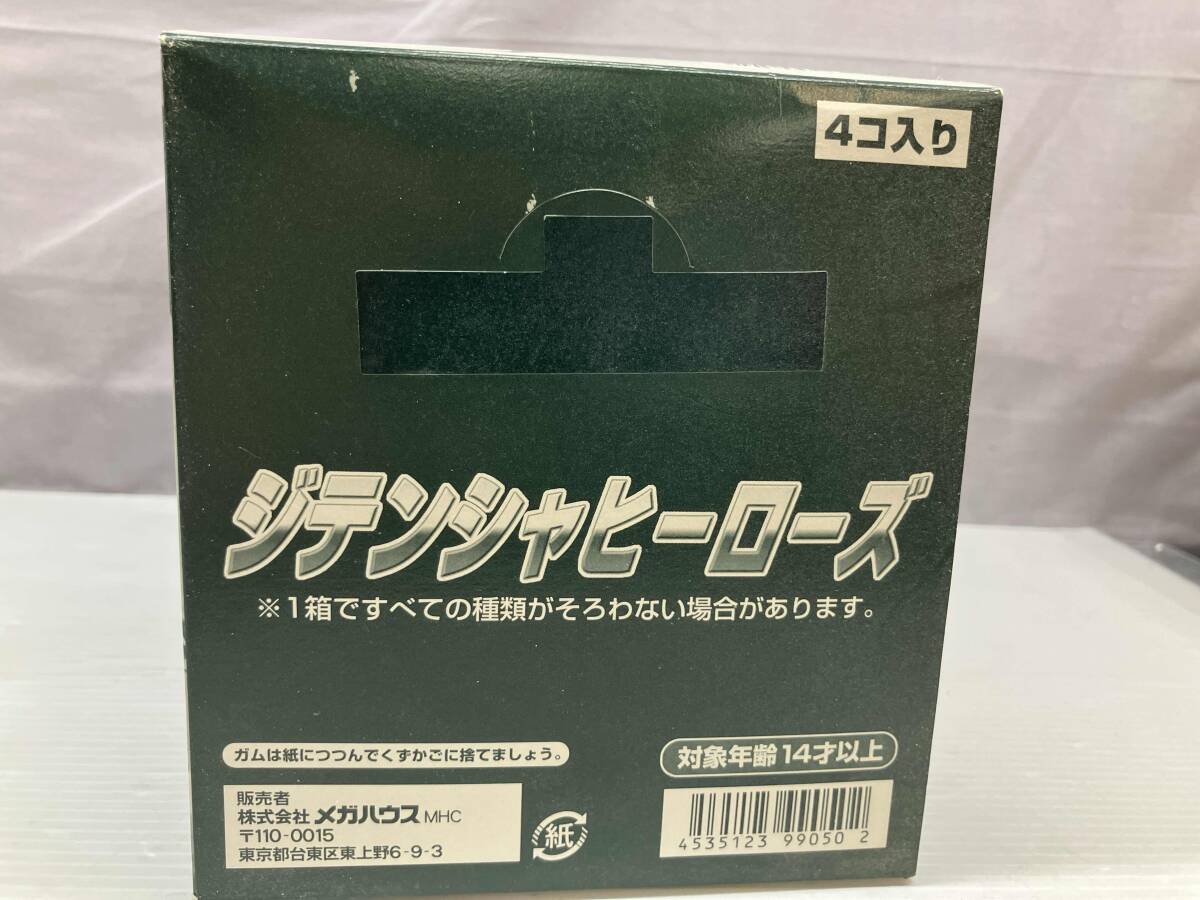 4コ入り
ジテンシャヒーローズ
※1箱ですべての種類がそろわない場合があります。
ガムは紙につつんでくずかごに捨てましょう。
対象年齢14才以上
販売者
株式会社 メガハウス MHC
〒110-0015
東京都台東区東上野6-9-3
紙
4535123 99050 2